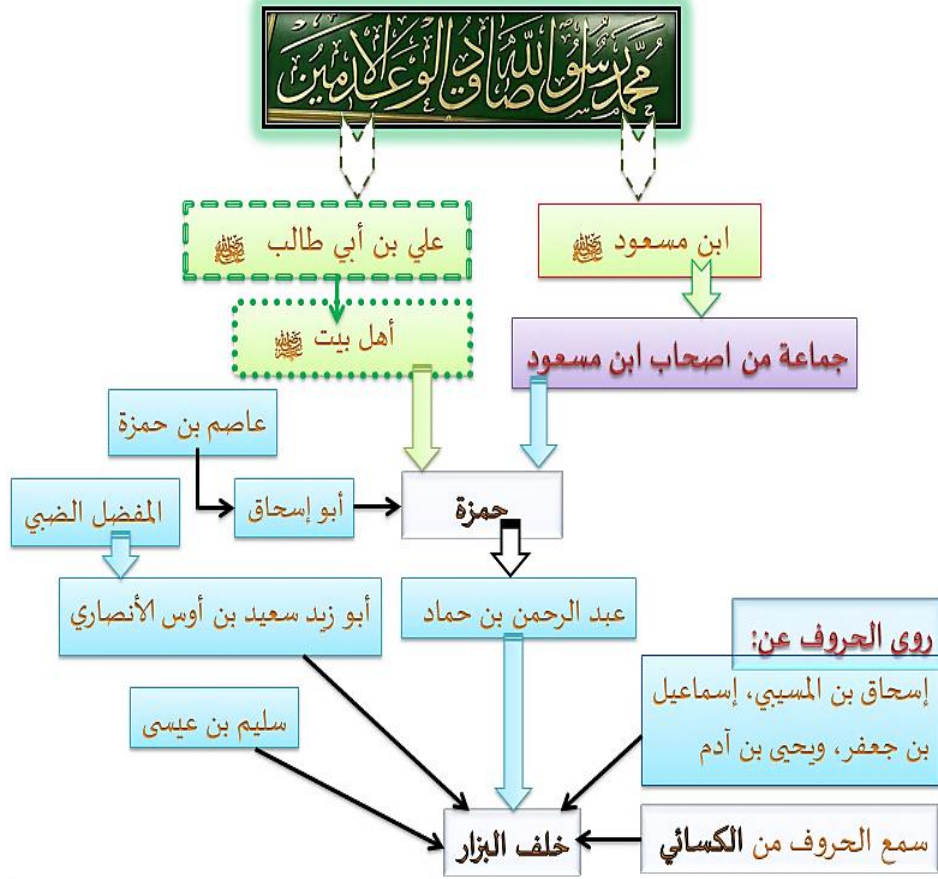 محمد رسول الله صادق الوعد الامين
ابن مسعود ﵁
علي بن أبي طالب ﵁
جماعة من اصحاب ابن مسعود
أهل بيت ﵁
عاصم بن حمزة
المفضل الضبي
أبو إسحاق
حمزة
أبو زيد سعيد بن أوس الأنصاري
عبد الرحمن بن حماد
روى الحروف عن:
إسحاق بن المسيبي، إسماعيل
بن جعفر، ويحيى بن آدم
سليم بن عيسى
خلف البزار
سمع الحروف من الكسائي